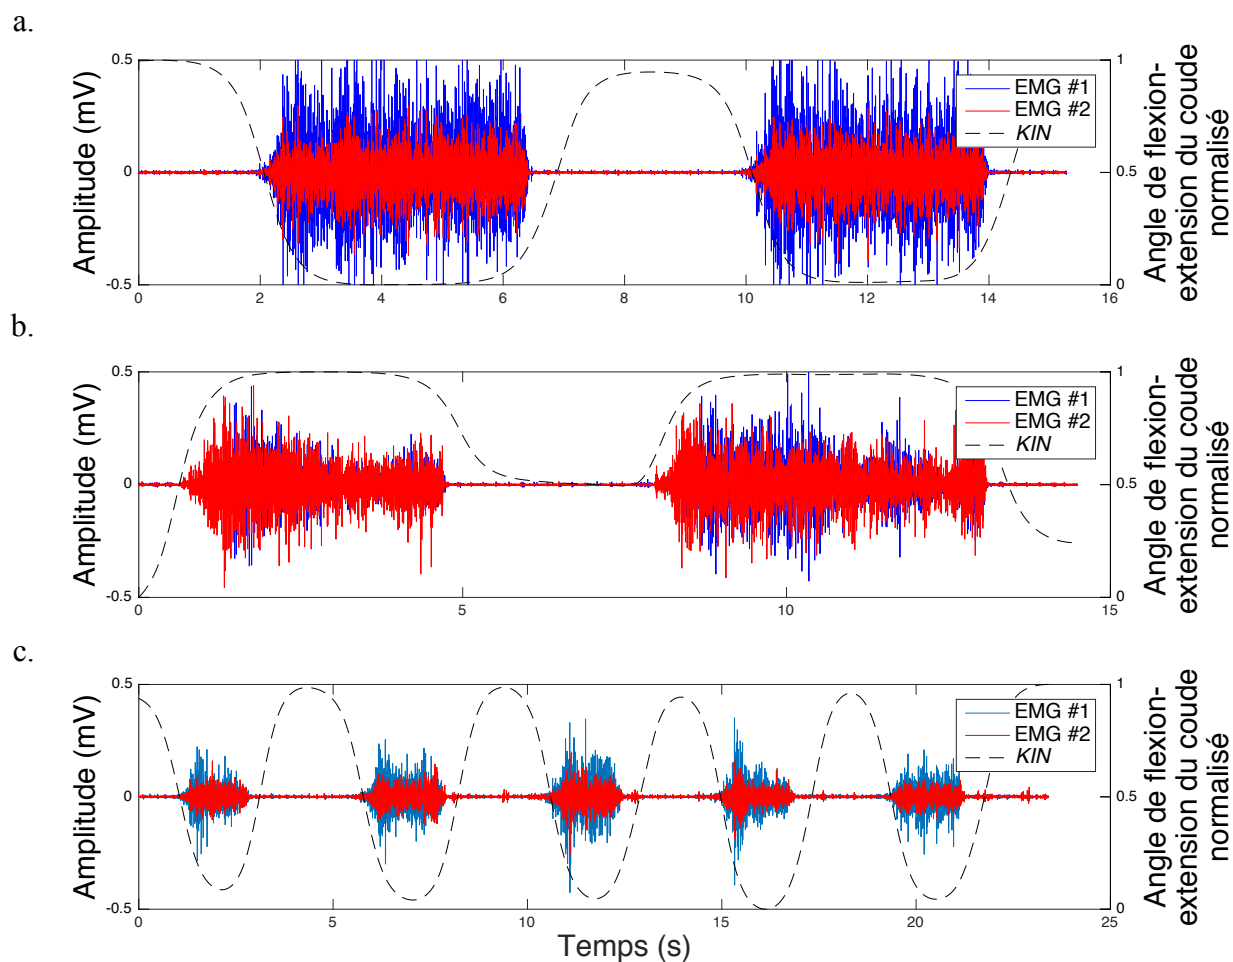 a.
Amplitude (mV)
0.5
0
-0.5
0
2
4
6
8
10
12
14
16
1
0.5
0
Angle de flexion-
extension du coude
normalisé
EMG #1
EMG #2
KIN
b.
Amplitude (mV)
0.5
0
-0.5
0
5
10
15
1
0.5
0
Angle de flexion-
extension du coude
normalisé
EMG #1
EMG #2
KIN
c.
Amplitude (mV)
0.5
0
-0.5
0
5
10
15
20
25
1
0.5
0
Angle de flexion-
extension du coude
normalisé
EMG #1
EMG #2
KIN
Temps (s)